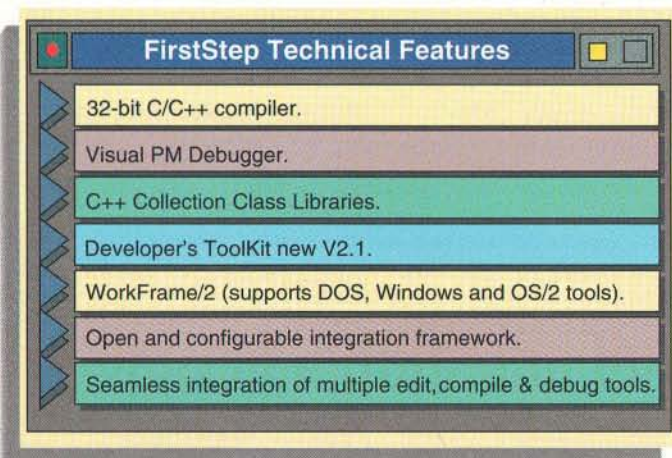 FirstStep Technical Features
32-bit C/C++ compiler.
Visual PM Debugger.
C++ Collection Class Libraries.
Developer's ToolKit new V2.1.
WorkFrame/2 (supports DOS, Windows and OS/2 tools).
Open and configurable integration framework.
Seamless integration of multiple edit,compile & debug tools.